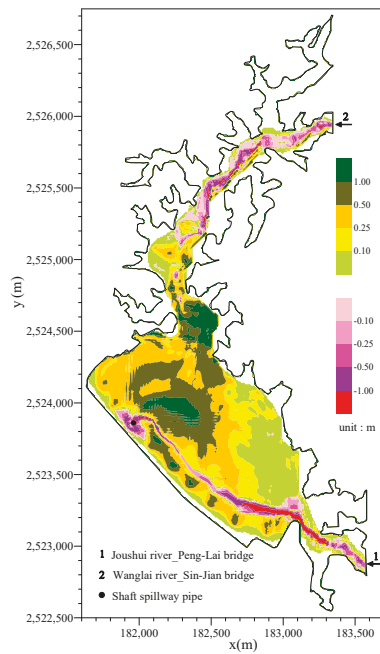 2,526,500
2,526,000
2,525,500
2,525,000
2,524,500
2,524,000
2,523,500
2,523,000
2,522,500
y (m)
2
1.00
0.50
0.25
0.10
-0.10
-0.25
-0.50
-1.00
unit : m
1 Joushui river_Peng-Lai bridge
2 Wanglai river_Sin-Jian bridge
● Shaft spillway pipe
1
182,000 182,500 183,000 183,500
x(m)